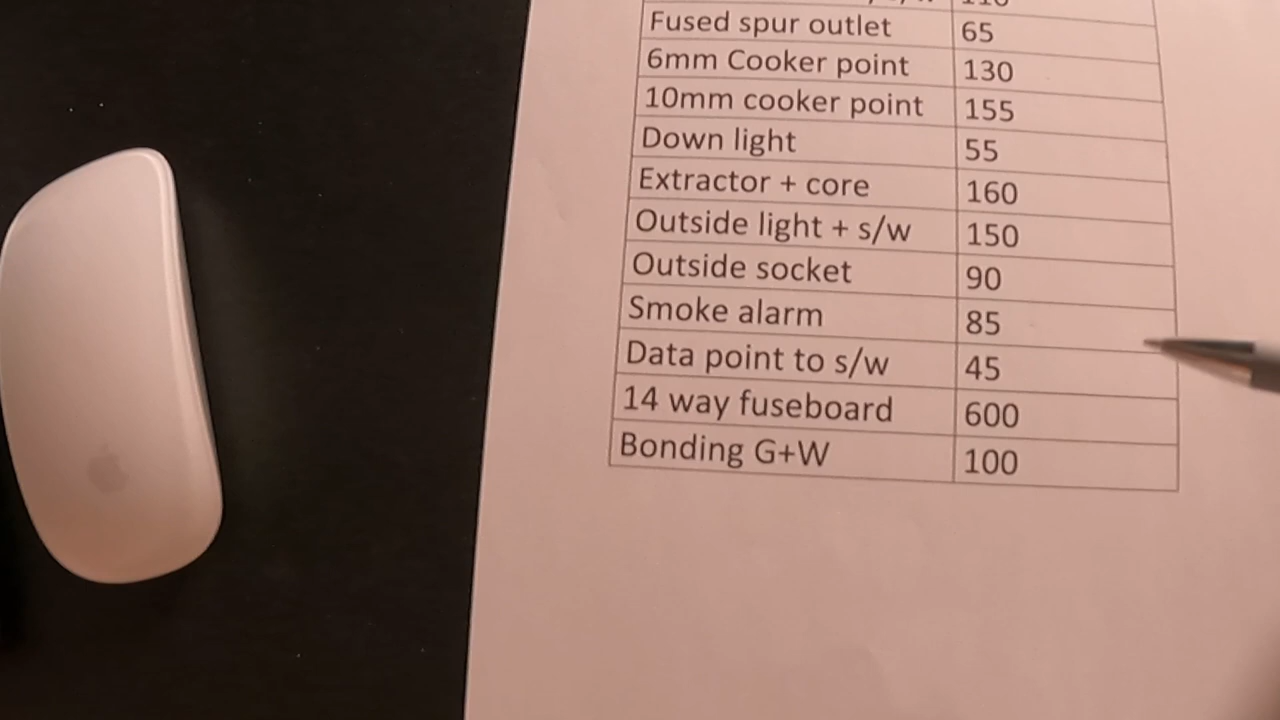 Fused spur outlet 65
6mm Cooker point 130
10mm cooker point 155
Down light 55
Extractor + core 160
Outside light + s/w 150
Outside socket 90
Smoke alarm 85
Data point to s/w 45
14 way fuseboard 600
Bonding G+W 100